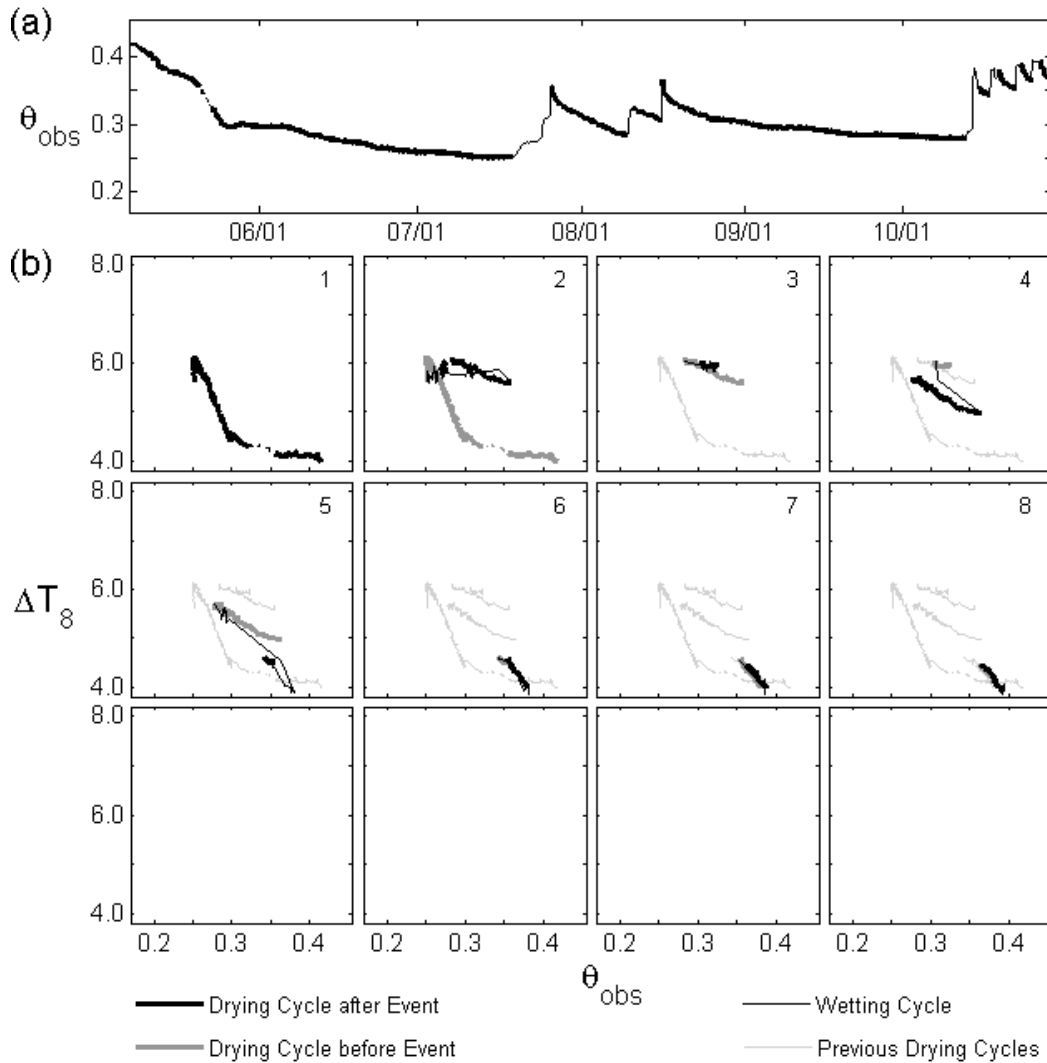 (a)
0.4
θobs
0.3
0.2
06/01 07/01 08/01 09/01 10/01
(b)
8.0
1 2 3 4
6.0
4.0
8.0
5 6 7 8
6.0
ΔT8
4.0
8.0
6.0
4.0
0.2 0.3 0.4 0.2 0.3 0.4 0.2 0.3 0.4 0.2 0.3 0.4
θobs
Drying Cycle after Event
Wetting Cycle
Drying Cycle before Event
Previous Drying Cycles